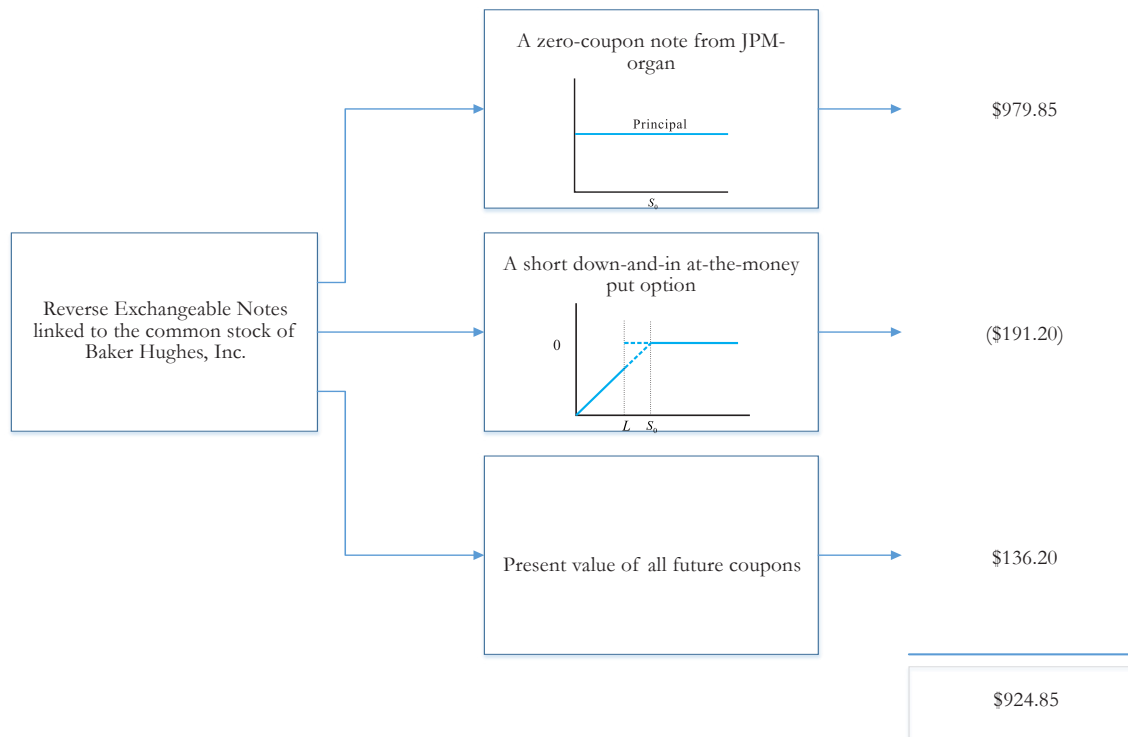 A zero-coupon note from JPM-
organ
Principal
S₀
$979.85
Reverse Exchangeable Notes
linked to the common stock of
Baker Hughes, Inc.
A short down-and-in at-the-money
put option
0
L S₀
($191.20)
Present value of all future coupons
$136.20
$924.85